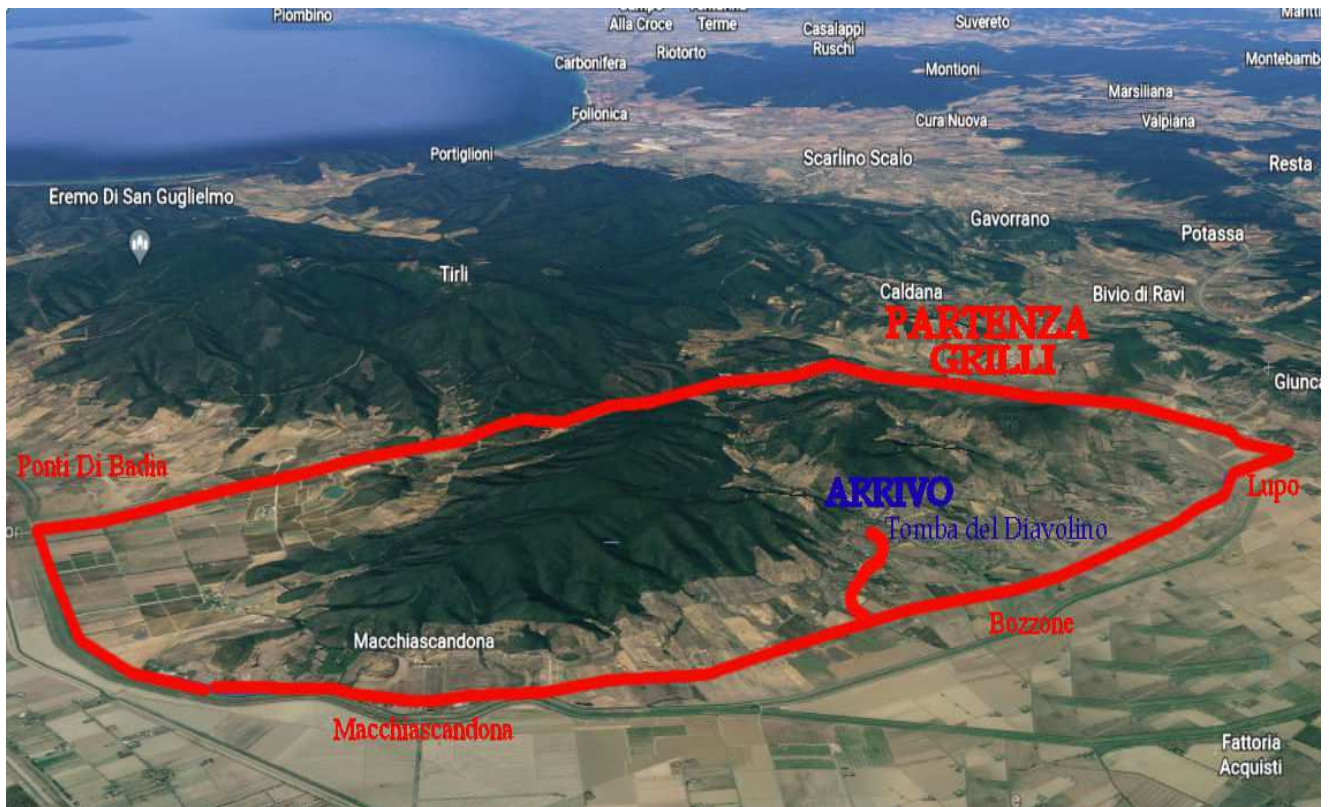 Piombino
Alla Croce
Terme
Casalappi
Ruschi
Suvereto
Montioni
Carbonifera
Riotorto
Marsiliana
Follonica
Cura Nuova
Valpiana
Portiglioni
Scarlino Scalo
Resta
Eremo Di San Guglielmo
Gavorrano
Potassa
Tirli
Caldana
Bivio di Ravi
PARTENZA
GRILLI
Ponti Di Badia
ARRIVO
Tomba del Diavolino
Lupo
Bozzone
Macchiascandona
Macchiascandona
Fattoria
Acquisti